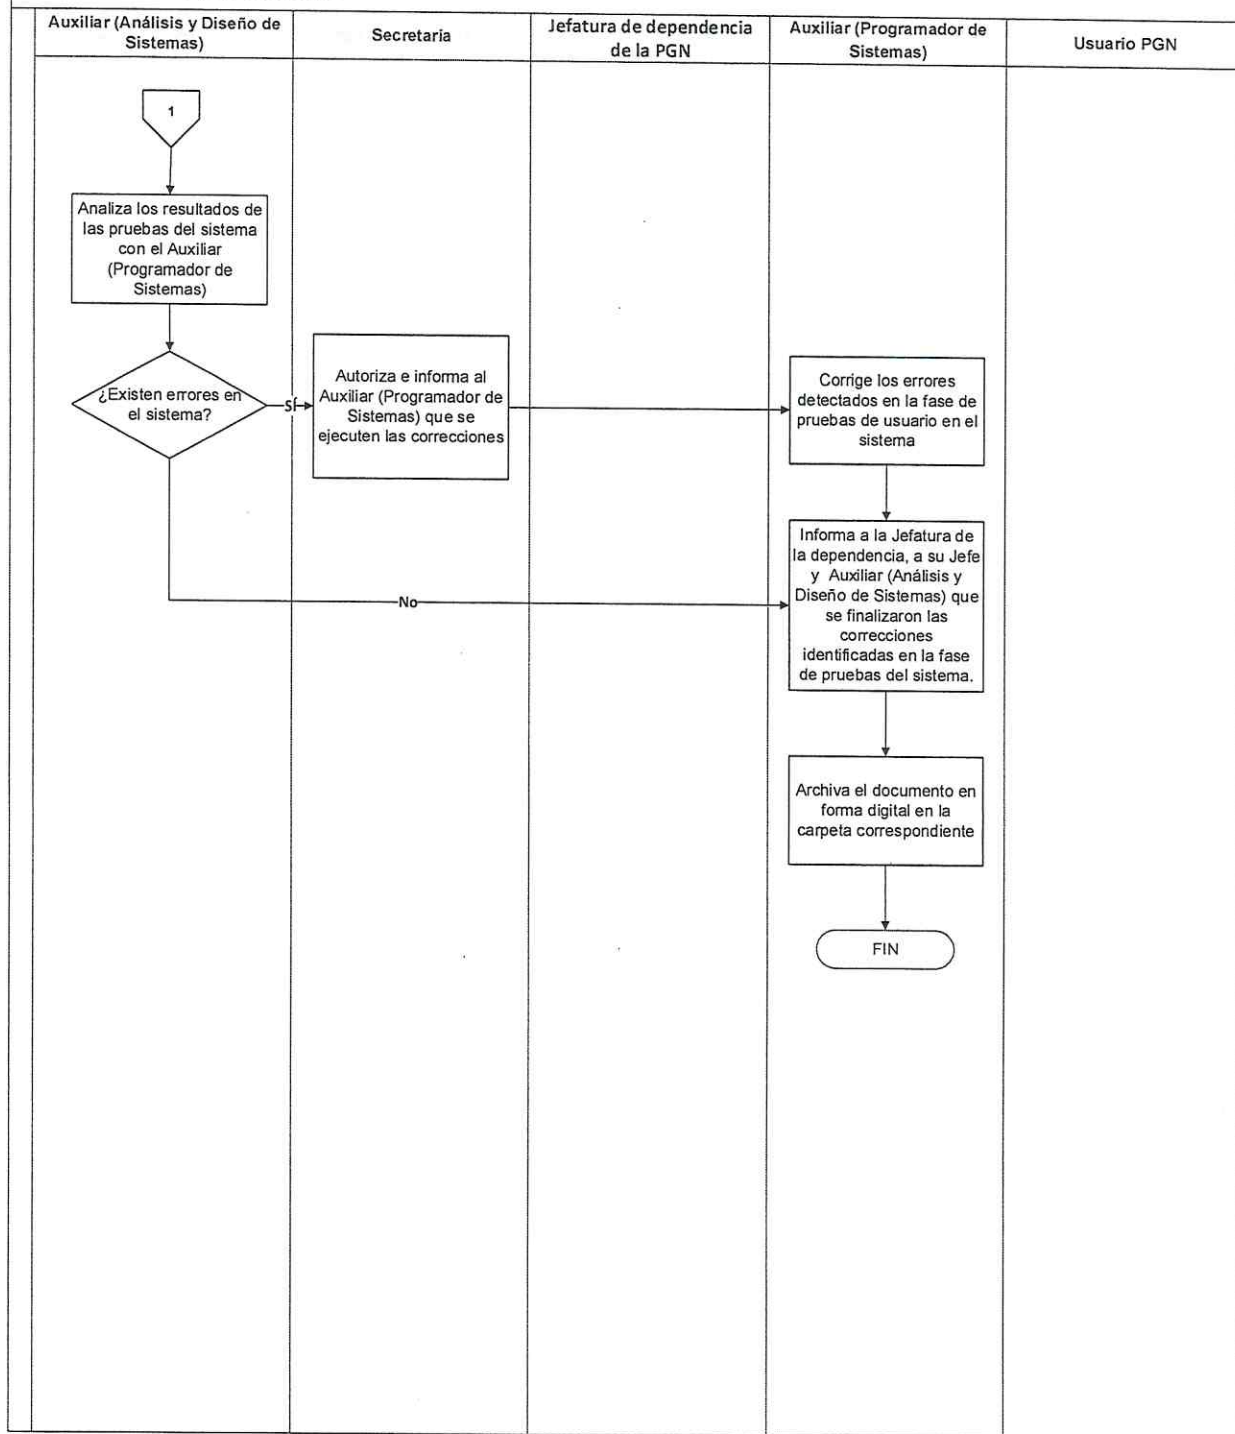 Auxiliar (Análisis y Diseño de
Sistemas)
Secretaria
Jefatura de dependencia
de la PGN
Auxiliar (Programador de
Sistemas)
Usuario PGN
1
Analiza los resultados de
las pruebas del sistema
con el Auxiliar
(Programador de
Sistemas)
¿Existen errores en
el sistema?
SÍ
Autoriza e informa al
Auxiliar (Programador de
Sistemas) que se
ejecuten las correcciones
Corrige los errores
detectados en la fase de
pruebas de usuario en el
sistema
No
Informa a la Jefatura de
la dependencia, a su Jefe
y Auxiliar (Análisis y
Diseño de Sistemas) que
se finalizaron las
correcciones
identificadas en la fase
de pruebas del sistema.
Archiva el documento en
forma digital en la
carpeta correspondiente
FIN